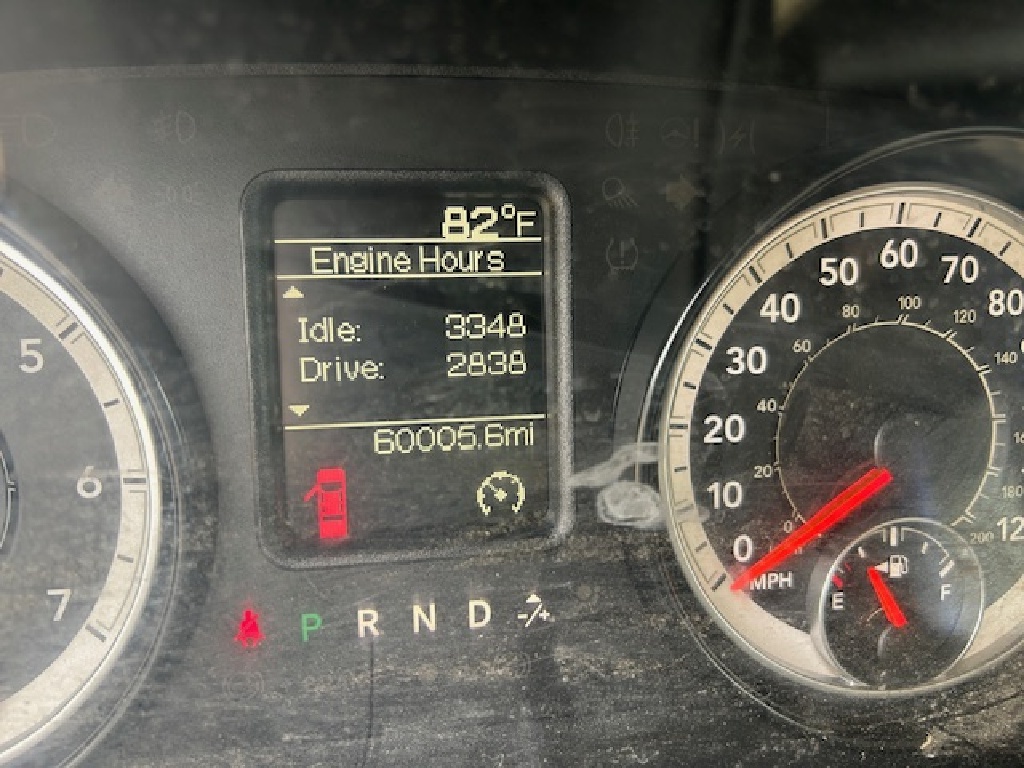 82°F
Engine Hours
Idle: 3348
Drive: 2838
60005.6mi
P R N D -/+
5
6
7
0 10 20 30 40 50 60 70 80
MPH
0 20 40 60 80 100 120 140
180 200
E F